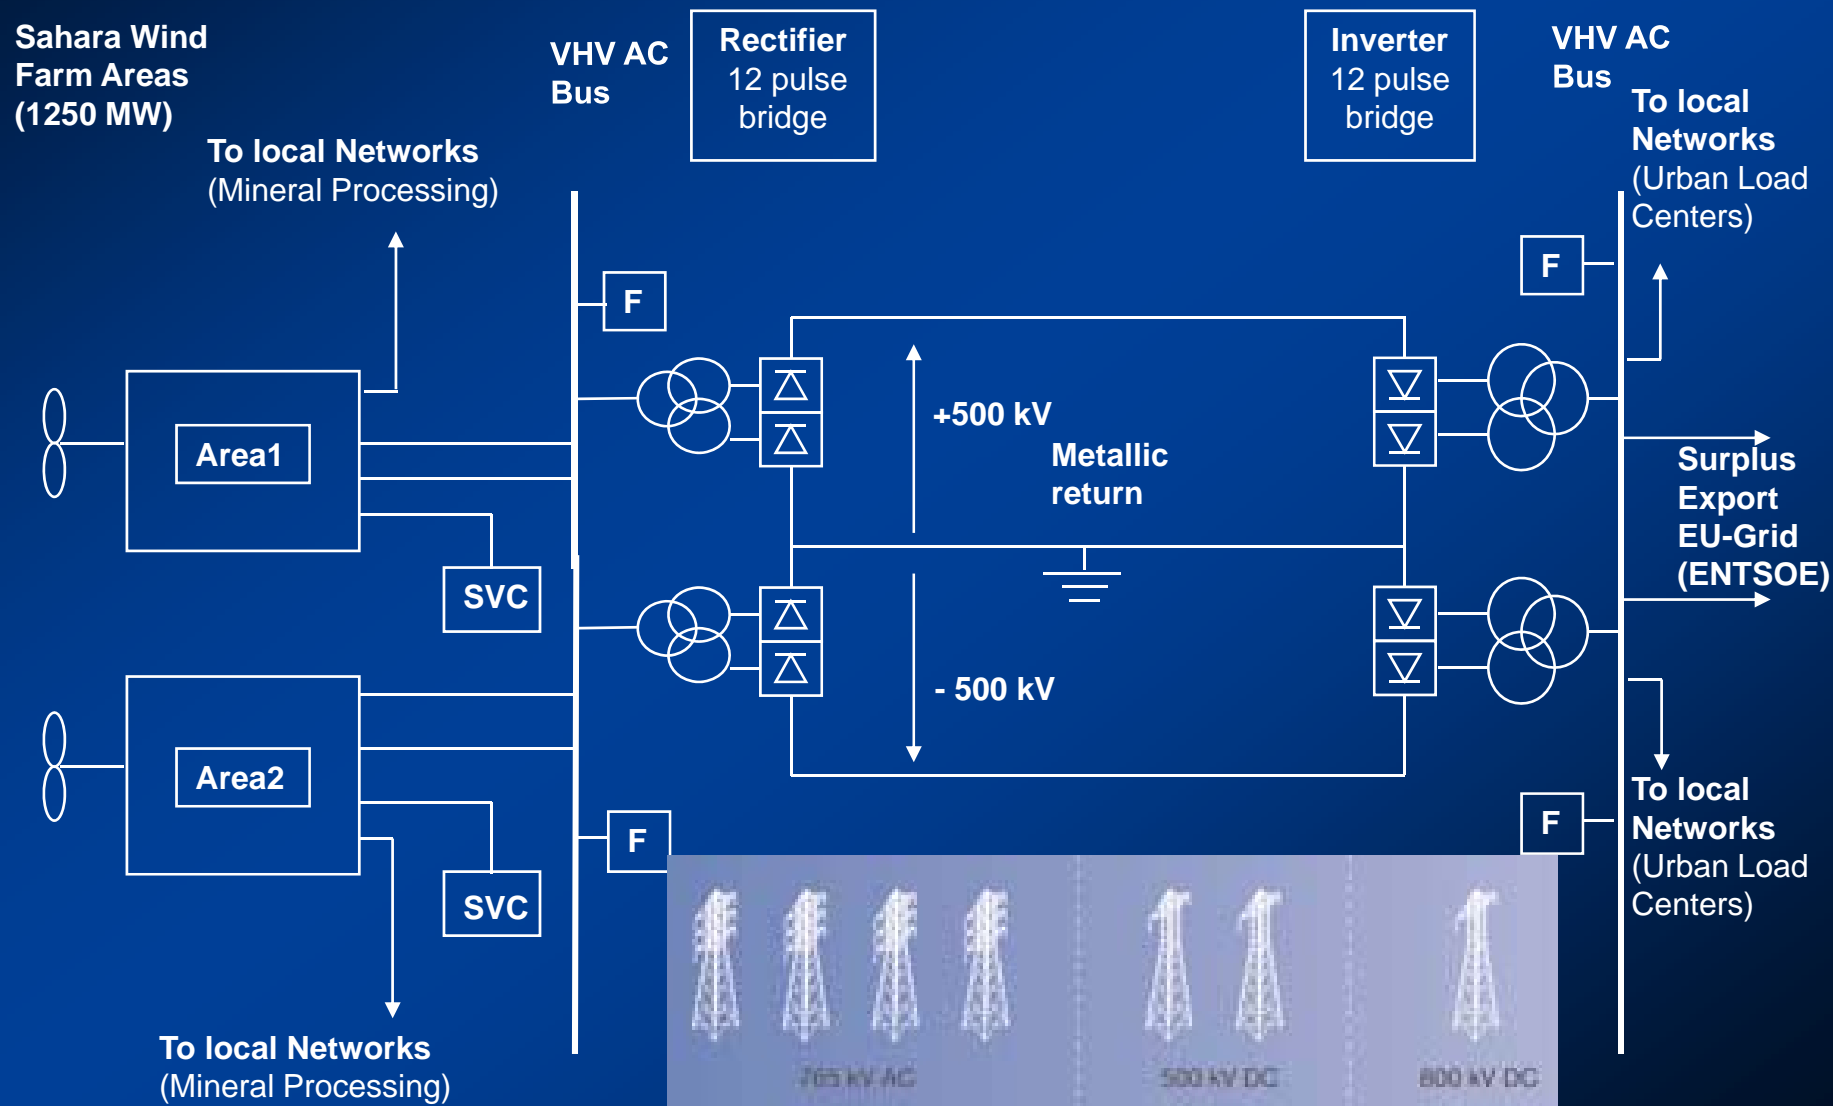 Sahara Wind
Farm Areas
(1250 MW)
To local Networks
(Mineral Processing)
VHV AC
Bus
Rectifier
12 pulse
bridge
Inverter
12 pulse
bridge
VHV AC
Bus
To local
Networks
(Urban Load
Centers)
F
F
Area1
SVC
+500 kV
Metallic
return
- 500 kV
Surplus
Export
EU-Grid
(ENTSOE)
Area2
SVC
F
F
To local
Networks
(Urban Load
Centers)
To local Networks
(Mineral Processing)
765 kV AC
500 kV DC
800 kV DC